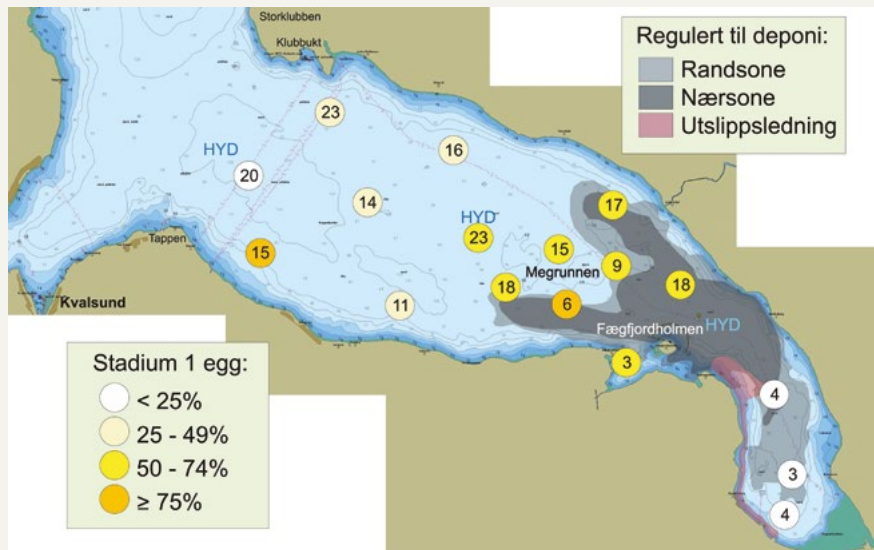 Storklubben
Klubbukt
Regulert til deponi:
Randsone
Nærsone
Utslippsledning
23
HYD
16
20
14
17
HYD
23
15
Tappen
15
Megrunnen
9
18
18
Kvalsund
11
6
Fægfjordholmen
HYD
3
Stadium 1 egg:
< 25%
25 - 49%
50 - 74%
≥ 75%
4
3
4